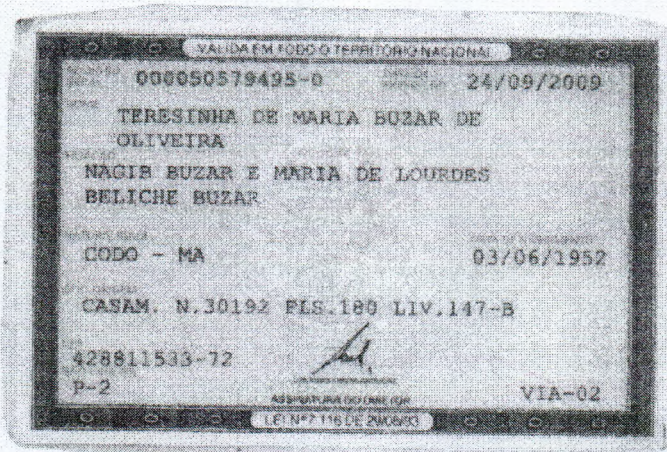 VÁLIDA EM TODO O TERRITÓRIO NACIONAL
000050579495-0 24/09/2009
TERESINHA DE MARIA BUZAR DE
OLIVEIRA
NAGIB BUZAR E MARIA DE LOURDES
BELICHE BUZAR
CODO - MA 03/06/1952
CASAM. N.30192 FLS.180 LIV.147-B
428811533-72
P-2 VIA-02
ASSINATURA DO DIRETOR
LEI Nº 7.116 DE 29/08/83